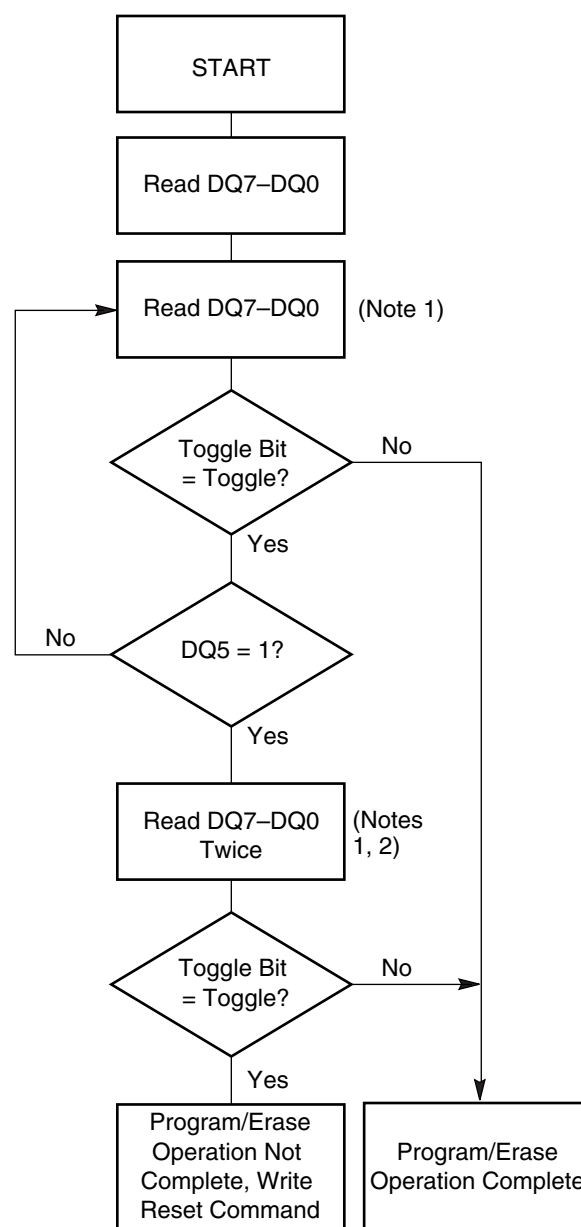 START
Read DQ7–DQ0
Read DQ7–DQ0
(Note 1)
Toggle Bit
= Toggle?
No
Yes
No
DQ5 = 1?
Yes
Read DQ7–DQ0
Twice
(Notes
1, 2)
Toggle Bit
= Toggle?
No
Yes
Program/Erase
Operation Not
Complete, Write
Reset Command
Program/Erase
Operation Complete